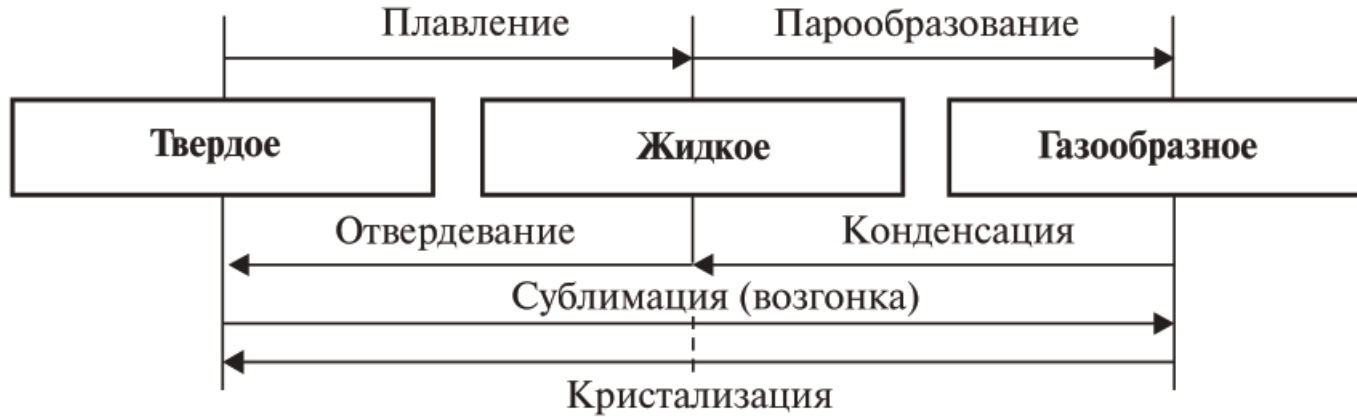 Плавление
Парообразование
Твердое
Жидкое
Газообразное
Отвердевание
Конденсация
Сублимация (возгонка)
Кристализация